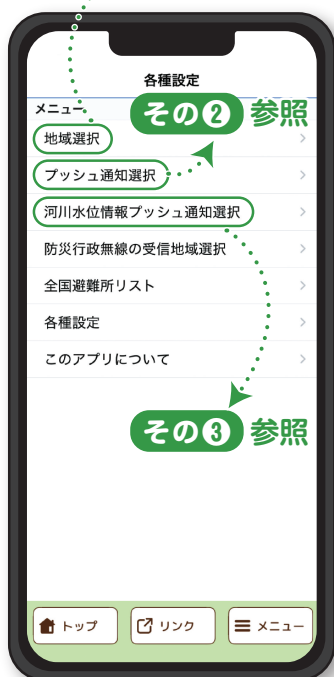 各種設定
メニュー
その❷ 参照
地域選択
プッシュ通知選択
河川水位情報プッシュ通知選択
防災行政無線の受信地域選択
全国避難所リスト
各種設定
このアプリについて
その❸ 参照
トップ
リンク
メニュー